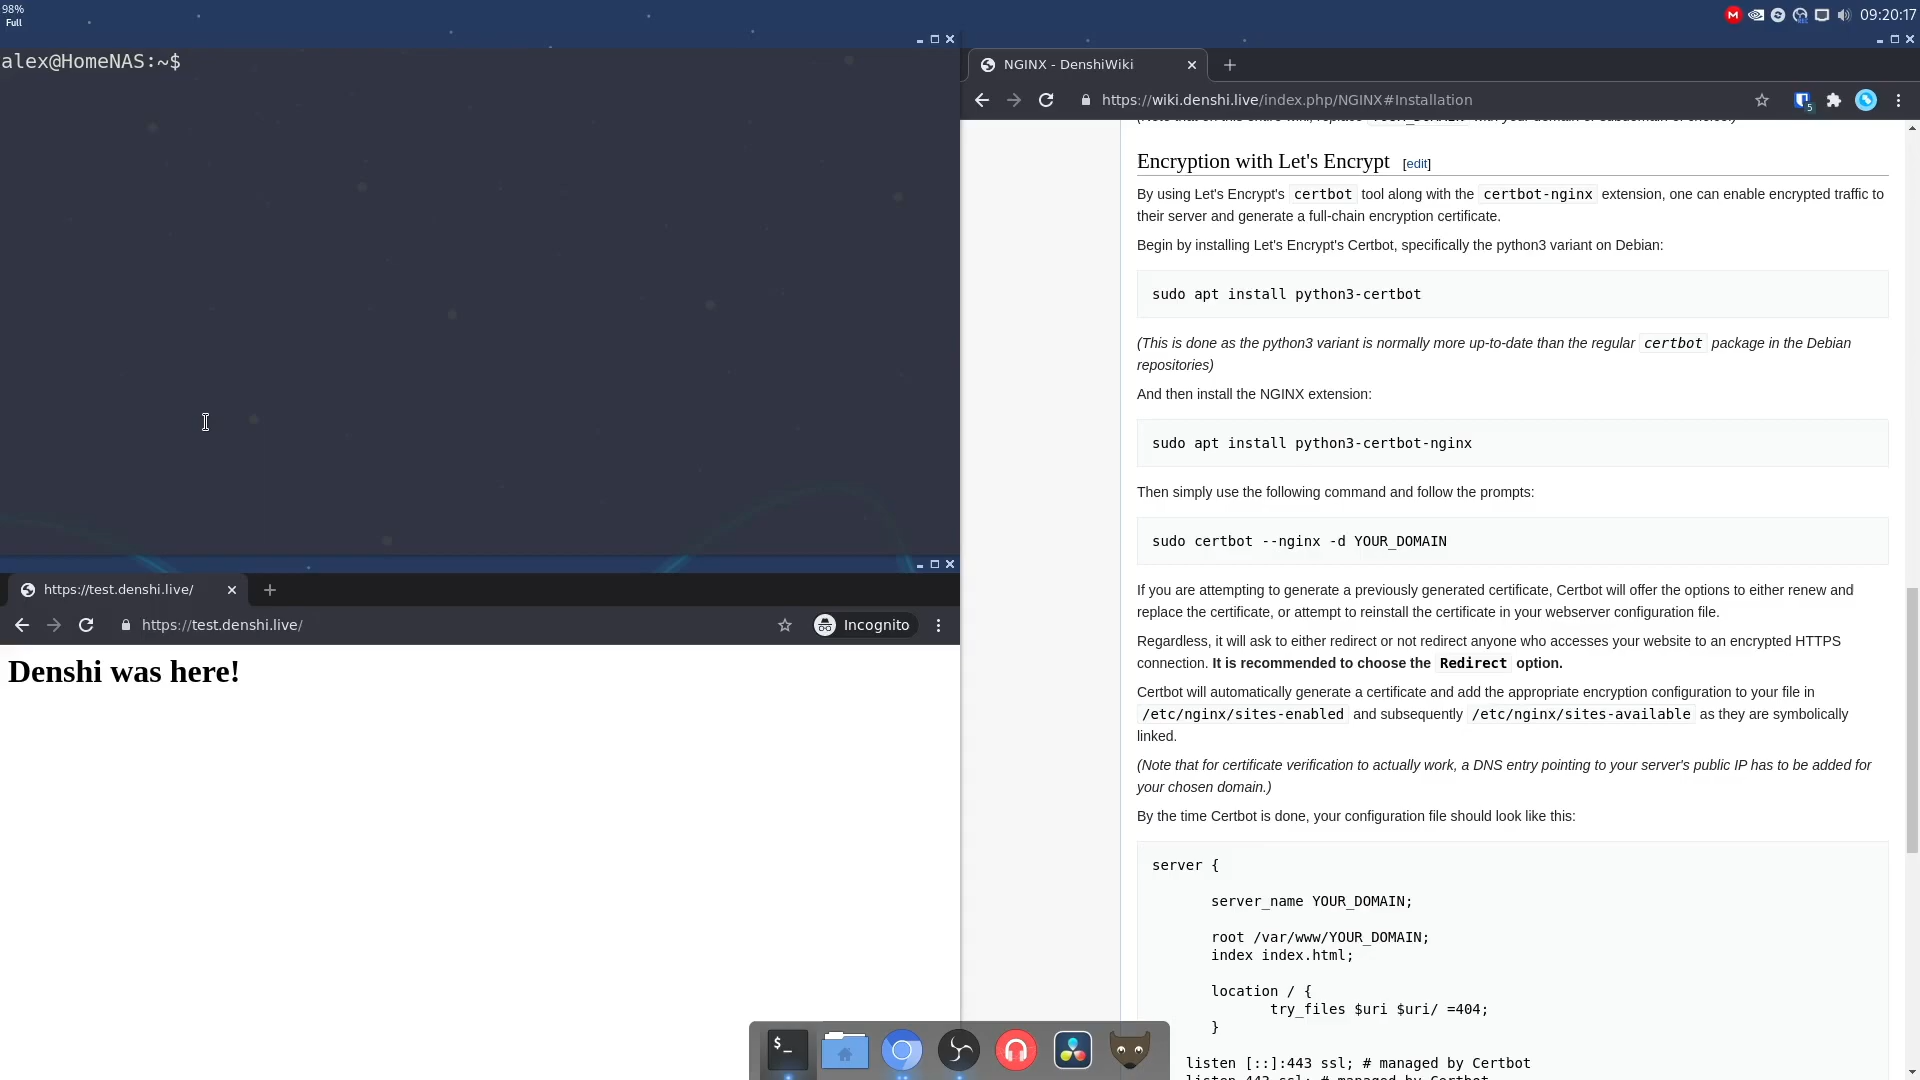 98%
Full
09:20:17
alex@HomeNAS:~$
NGINX - DenshiWiki
https://wiki.denshi.live/index.php/NGINX#Installation
5
Encryption with Let's Encrypt [edit]
By using Let's Encrypt's certbot tool along with the certbot-nginx extension, one can enable encrypted traffic to
their server and generate a full-chain encryption certificate.
Begin by installing Let's Encrypt's Certbot, specifically the python3 variant on Debian:
sudo apt install python3-certbot
(This is done as the python3 variant is normally more up-to-date than the regular certbot package in the Debian
repositories)
And then install the NGINX extension:
sudo apt install python3-certbot-nginx
Then simply use the following command and follow the prompts:
sudo certbot --nginx -d YOUR_DOMAIN
If you are attempting to generate a previously generated certificate, Certbot will offer the options to either renew and
replace the certificate, or attempt to reinstall the certificate in your webserver configuration file.
Regardless, it will ask to either redirect or not redirect anyone who accesses your website to an encrypted HTTPS
connection. It is recommended to choose the Redirect option.
Certbot will automatically generate a certificate and add the appropriate encryption configuration to your file in
/etc/nginx/sites-enabled and subsequently /etc/nginx/sites-available as they are symbolically
linked.
(Note that for certificate verification to actually work, a DNS entry pointing to your server's public IP has to be added for
your chosen domain.)
By the time Certbot is done, your configuration file should look like this:
server {
server_name YOUR_DOMAIN;
root /var/www/YOUR_DOMAIN;
index index.html;
location / {
try_files $uri $uri/ =404;
}
listen [::]:443 ssl; # managed by Certbot
https://test.denshi.live/
https://test.denshi.live/
Incognito
Denshi was here!
$_